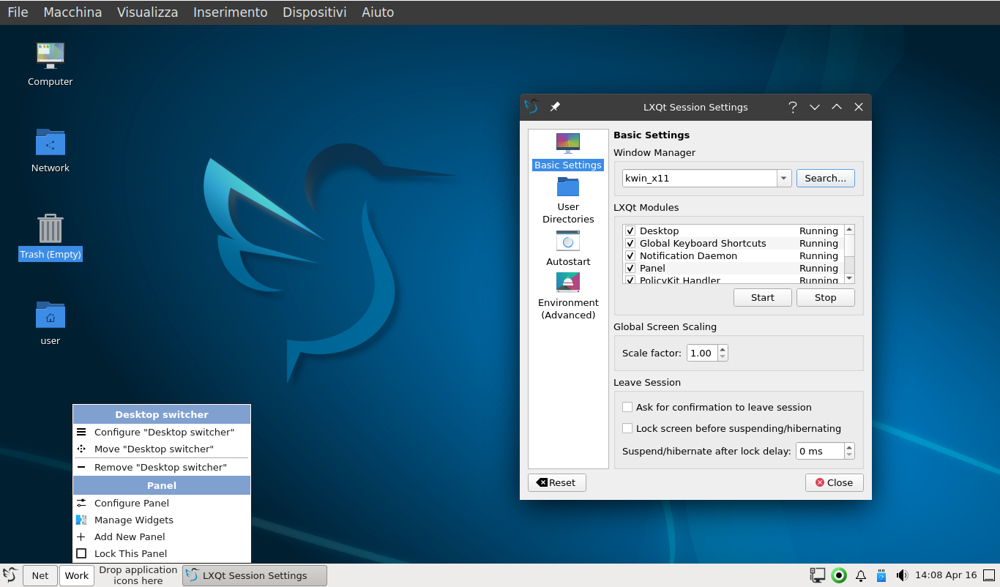 File Macchina Visualizza Inserimento Dispositivi Aiuto
Computer
Network
Trash (Empty)
user
LXQt Session Settings
Basic Settings
User
Directories
Autostart
Environment
(Advanced)
Basic Settings
Window Manager
kwin_x11 Search...
LXQt Modules
Desktop Running
Global Keyboard Shortcuts Running
Notification Daemon Running
Panel Running
PolicyKit Handler Running
Start Stop
Global Screen Scaling
Scale factor: 1.00
Leave Session
Ask for confirmation to leave session
Lock screen before suspending/hibernating
Suspend/hibernate after lock delay: 0 ms
Reset Close
Desktop switcher
Configure "Desktop switcher"
Move "Desktop switcher"
Remove "Desktop switcher"
Panel
Configure Panel
Manage Widgets
Add New Panel
Lock This Panel
Net Work
Drop application
icons here
LXQt Session Settings
14:08 Apr 16